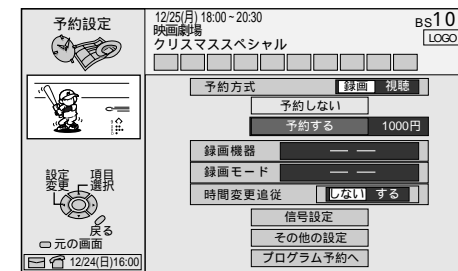 予約設定
12/25(月) 18:00～20:30
映画劇場
クリスマススペシャル
BS10
LOGO
予約方式 録画 視聴
予約しない
予約する 1000円
録画機器 — —
録画モード — —
時間変更追従 しない する
信号設定
その他の設定
プログラム予約へ
設定変更
項目選択
戻る
元の画面
12/24(日)16:00